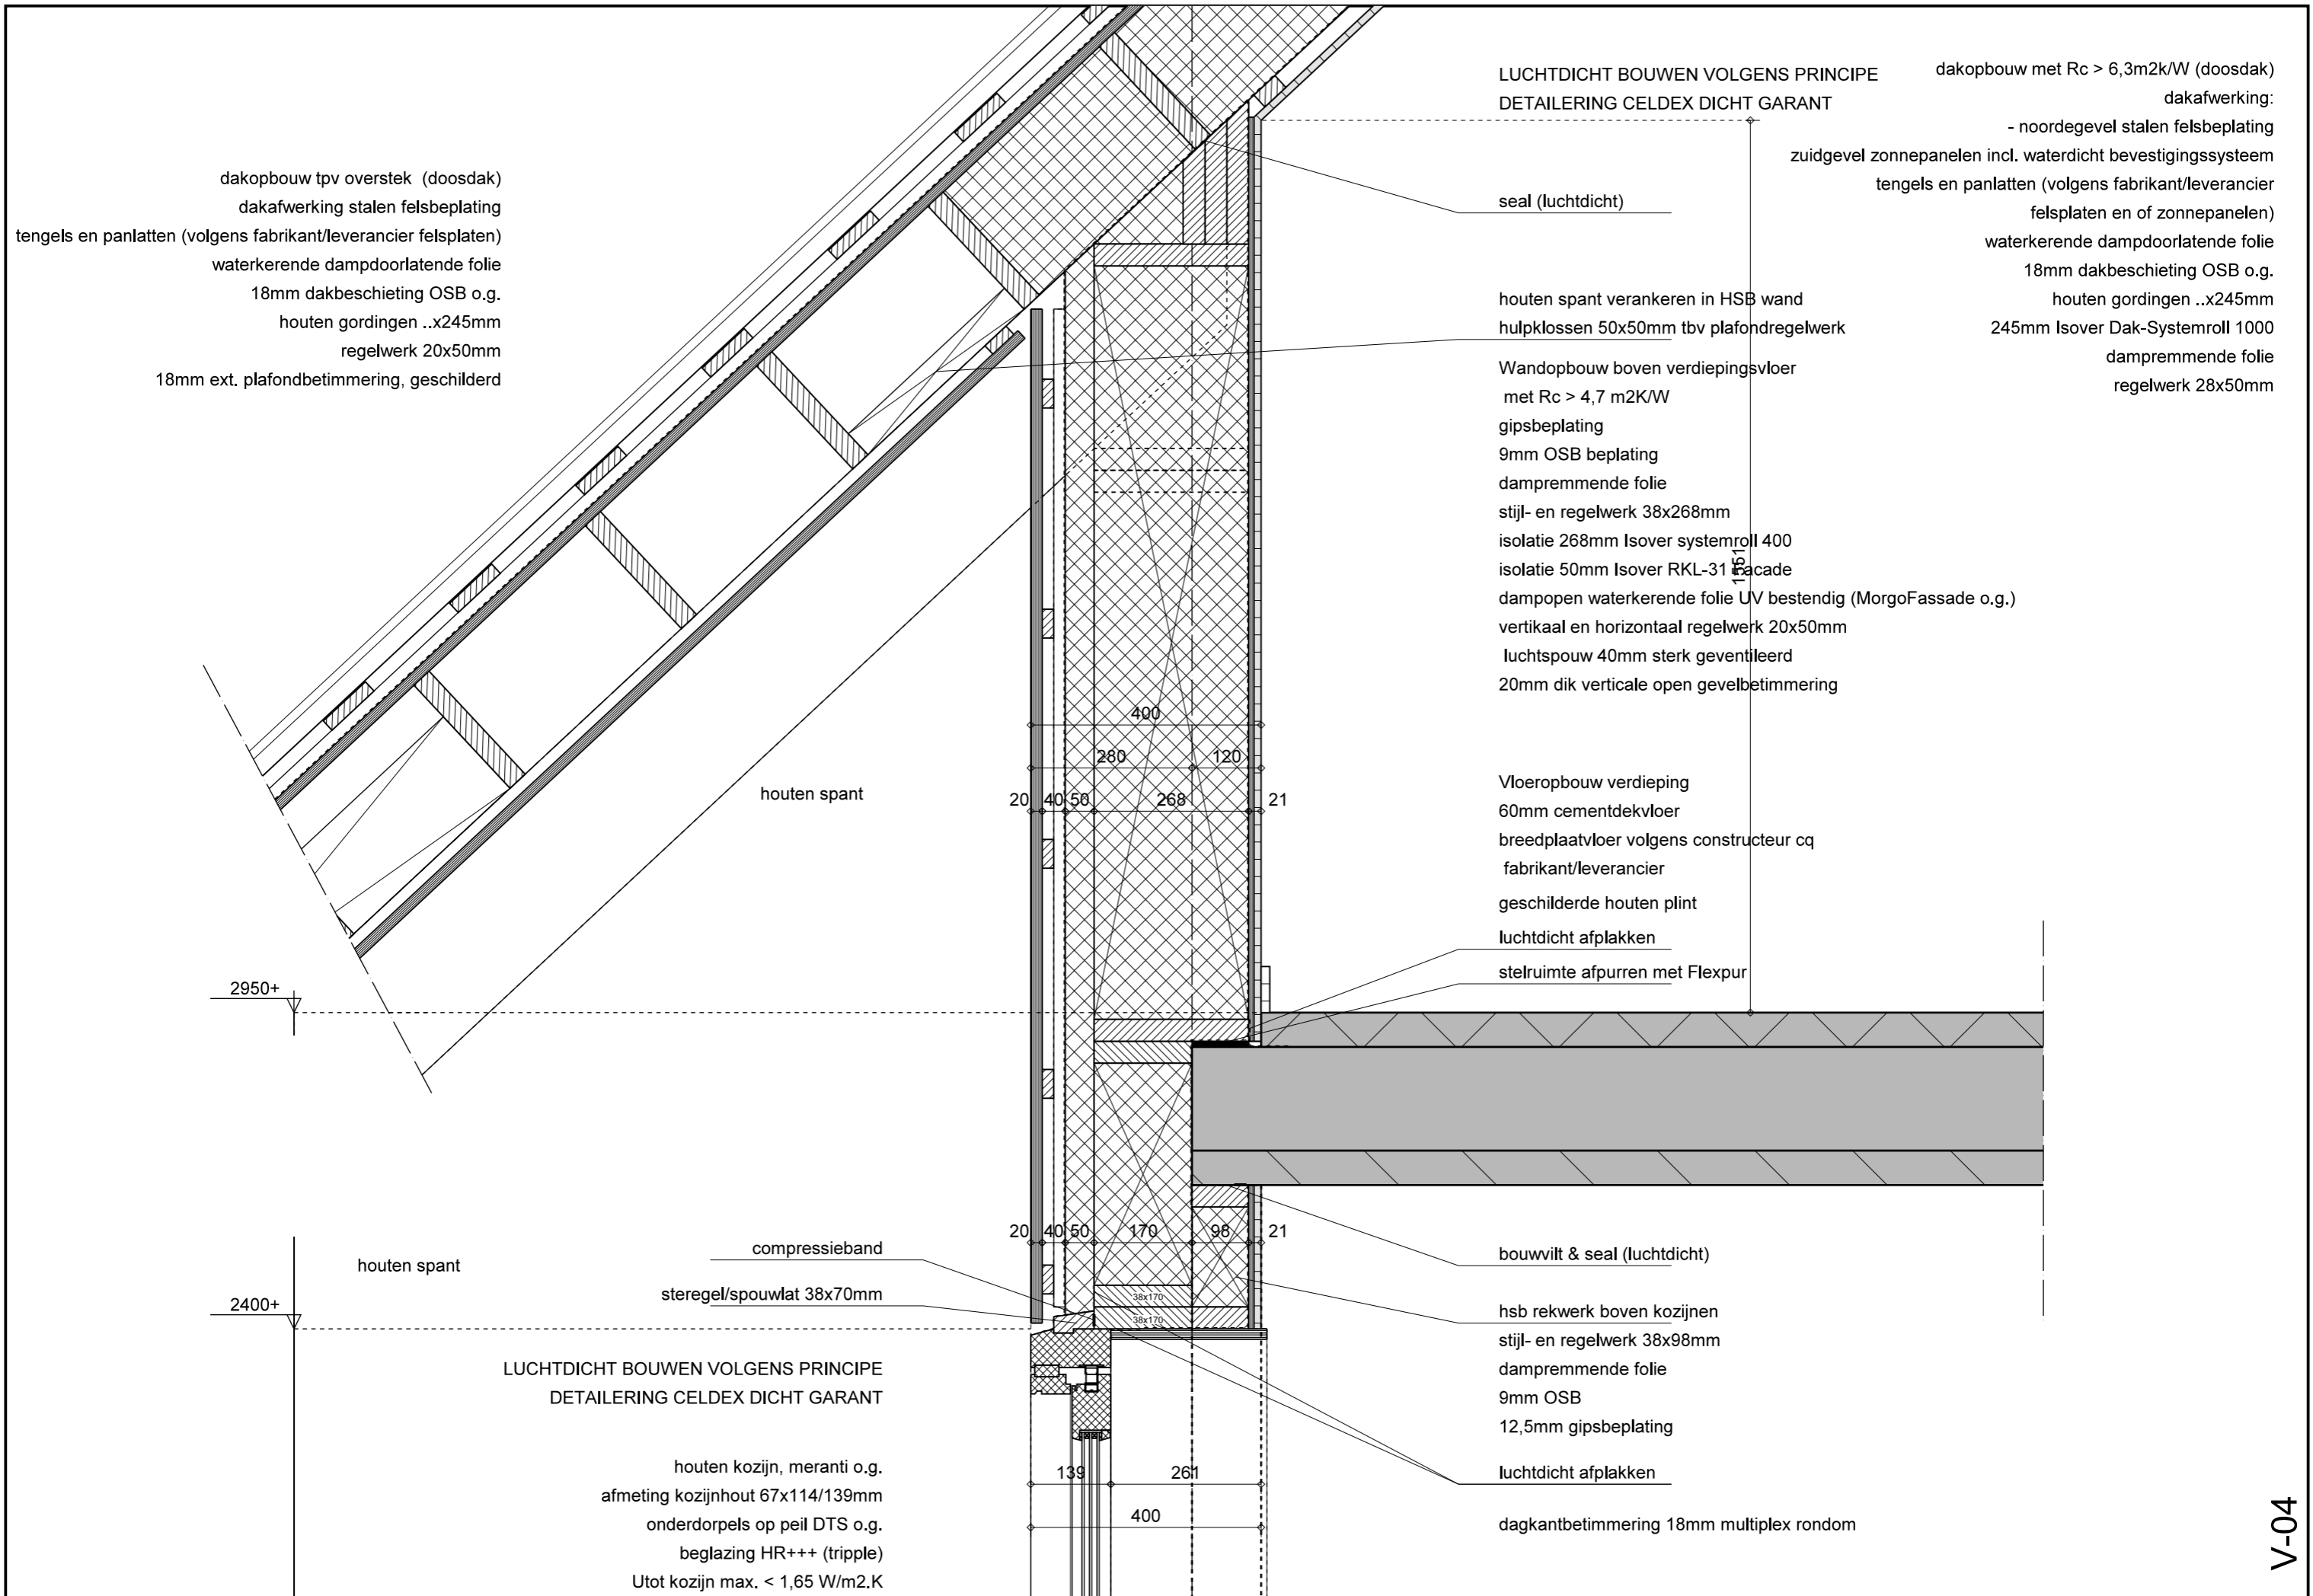 dakopbouw tpv overstek (doosdak)
dakafwerking stalen felsbeplating
tengels en panlatten (volgens fabrikant/leverancier felsplaten)
waterkerende dampdoorlatende folie
18mm dakbeschieting OSB o.g.
houten gordingen ..x245mm
regelwerk 20x50mm
18mm ext. plafondbetimmering, geschilderd
LUCHTDICHT BOUWEN VOLGENS PRINCIPE
DETAILERING CELDEX DICHT GARANT
dakopbouw met Rc > 6,3m2k/W (doosdak)
dakafwerking:
- noordegevel stalen felsbeplating
zuidgevel zonnepanelen incl. waterdicht bevestigingssysteem
tengels en panlatten (volgens fabrikant/leverancier
felsplaten en of zonnepanelen)
waterkerende dampdoorlatende folie
18mm dakbeschieting OSB o.g.
houten gordingen ..x245mm
245mm Isover Dak-Systemroll 1000
dampremmende folie
regelwerk 28x50mm
seal (luchtdicht)
houten spant verankeren in HSB wand
hulpklossen 50x50mm tbv plafondregelwerk
Wandopbouw boven verdiepingsvloer
met Rc > 4,7 m2K/W
gipsbeplating
9mm OSB beplating
dampremmende folie
stijl- en regelwerk 38x268mm
isolatie 268mm Isover systemroll 400
isolatie 50mm Isover RKL-31 Facade
dampopen waterkerende folie UV bestendig (MorgoFassade o.g.)
vertikaal en horizontaal regelwerk 20x50mm
luchtspouw 40mm sterk geventileerd
20mm dik verticale open gevelbetimmering
1551
400
280 120
20 40 50 268 21
houten spant
Vloeropbouw verdieping
60mm cementdekvloer
breedplaatvloer volgens constructeur cq
fabrikant/leverancier
geschilderde houten plint
luchtdicht afplakken
stelruimte afpurren met Flexpur
2950+
20 40 50 170 98 21
compressieband
steregel/spouwlat 38x70mm
houten spant
2400+
38x170
38x170
bouwvilt & seal (luchtdicht)
hsb rekwerk boven kozijnen
stijl- en regelwerk 38x98mm
dampremmende folie
9mm OSB
12,5mm gipsbeplating
luchtdicht afplakken
dagkantbetimmering 18mm multiplex rondom
LUCHTDICHT BOUWEN VOLGENS PRINCIPE
DETAILERING CELDEX DICHT GARANT
houten kozijn, meranti o.g.
afmeting kozijnhout 67x114/139mm
onderdorpels op peil DTS o.g.
beglazing HR+++ (tripple)
Utot kozijn max. < 1,65 W/m2.K
139 261
400
V-04